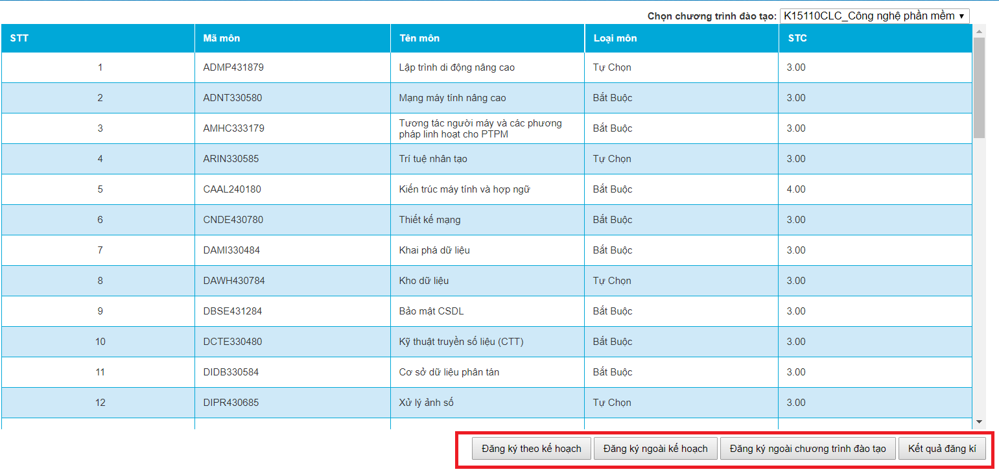 Chọn chương trình đào tạo: K15110CLC_Công nghệ phần mềm
STT Mã môn Tên môn Loại môn STC
1 ADMP431879 Lập trình di động nâng cao Tự Chọn 3.00
2 ADNT330580 Mạng máy tính nâng cao Bắt Buộc 3.00
3 AMHC333179 Tương tác người máy và các phương Bắt Buộc 3.00
pháp linh hoạt cho PTPM
4 ARIN330585 Trí tuệ nhân tạo Tự Chọn 3.00
5 CAAL240180 Kiến trúc máy tính và hợp ngữ Bắt Buộc 4.00
6 CNDE430780 Thiết kế mạng Bắt Buộc 3.00
7 DAMI330484 Khai phá dữ liệu Bắt Buộc 3.00
8 DAWH430784 Kho dữ liệu Tự Chọn 3.00
9 DBSE431284 Bảo mật CSDL Bắt Buộc 3.00
10 DCTE330480 Kỹ thuật truyền số liệu (CTT) Bắt Buộc 3.00
11 DIDB330584 Cơ sở dữ liệu phân tán Bắt Buộc 3.00
12 DIPR430685 Xử lý ảnh số Tự Chọn 3.00
Đăng ký theo kế hoạch Đăng ký ngoài kế hoạch Đăng ký ngoài chương trình đào tạo Kết quả đăng kí